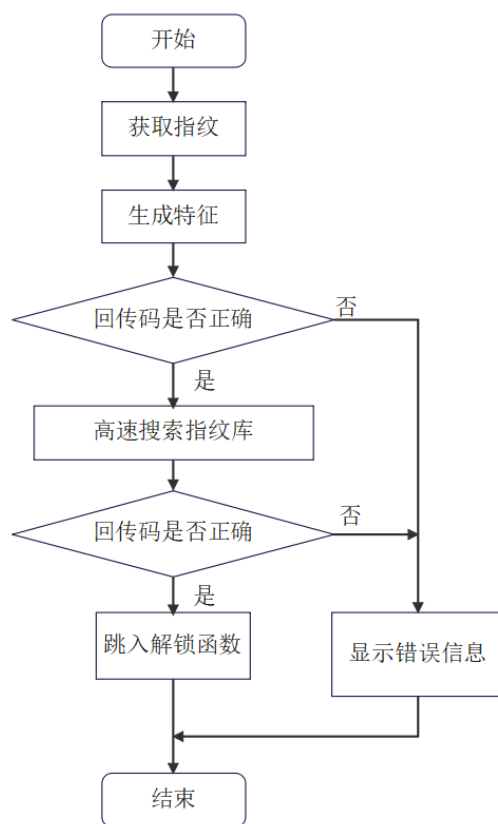 开始
获取指纹
生成特征
回传码是否正确
否
是
高速搜索指纹库
回传码是否正确
否
是
跳入解锁函数
显示错误信息
结束